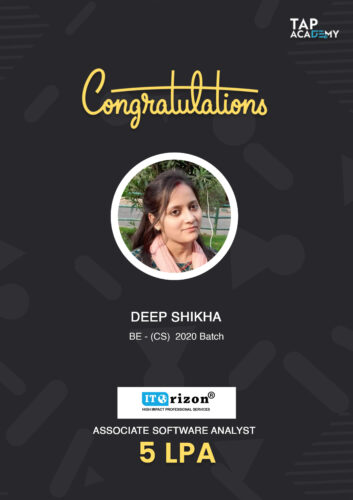 TAP
ACADEMY
Congratulations
DEEP SHIKHA
BE - (CS) 2020 Batch
ITOrizon®
HIGH IMPACT PROFESSIONAL SERVICES
ASSOCIATE SOFTWARE ANALYST
5 LPA